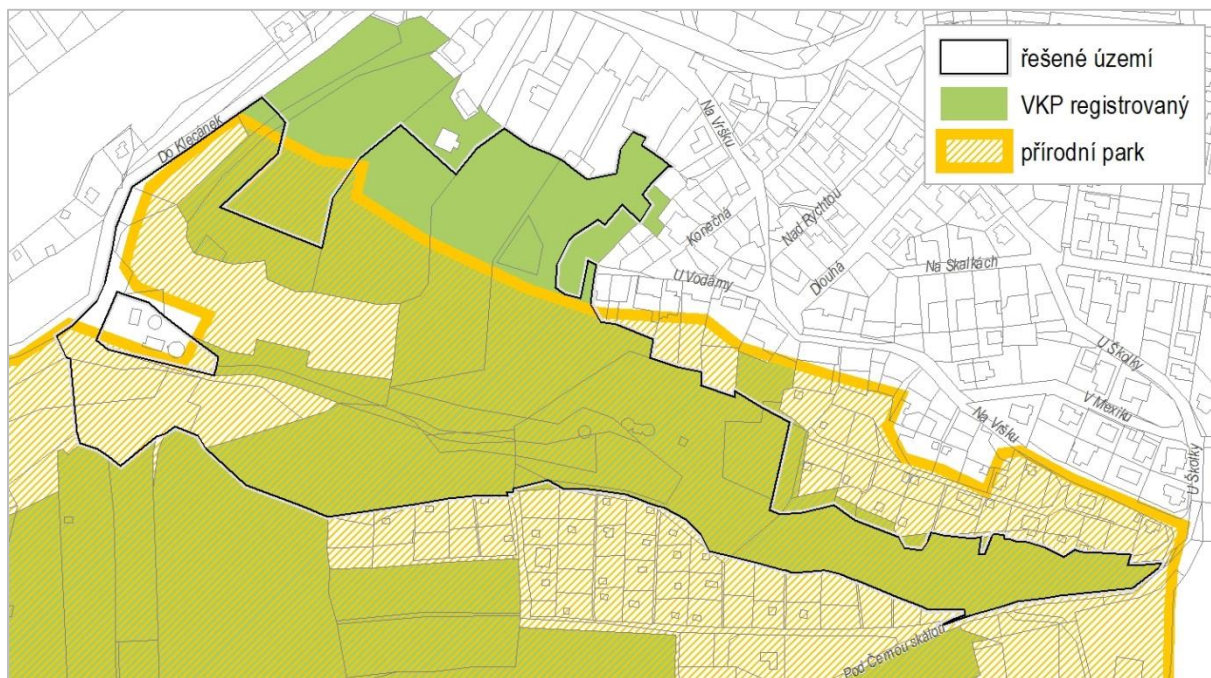 řešené území
VKP registrovaný
přírodní park
Do Klecánek
Na Vršku
Konečná
Nad Rychtou
U Vodárny
Dlouhá
Na Skalkách
U Školky
V Mexiku
Na Vršku
U Školky
Pod Černou skálou